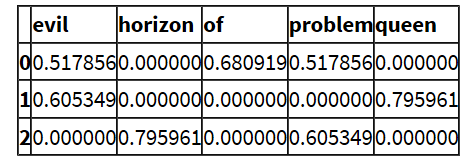 evil horizon of problem queen
0 0.517856 0.000000 0.680919 0.517856 0.000000
1 0.605349 0.000000 0.000000 0.000000 0.795961
2 0.000000 0.795961 0.000000 0.605349 0.000000